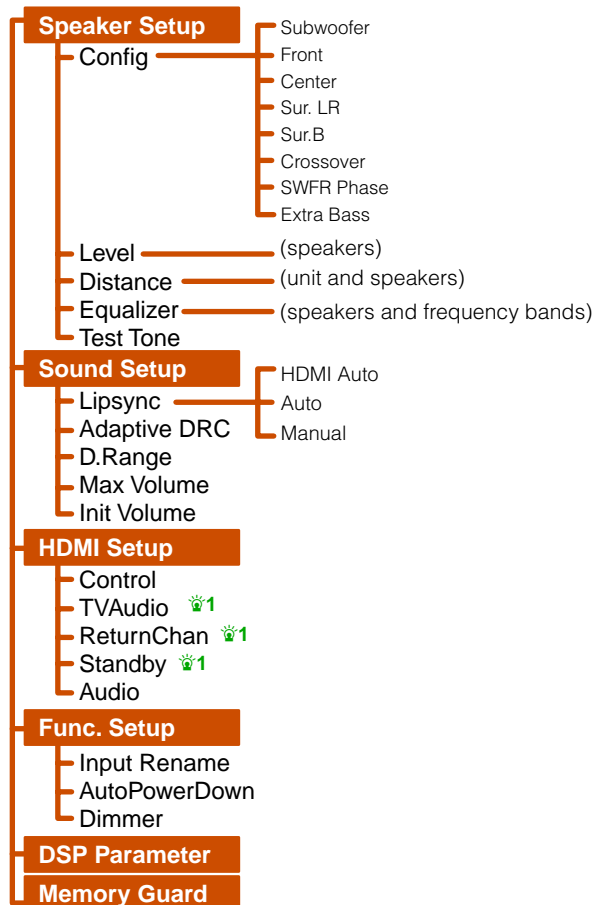 Speaker Setup
Config
Subwoofer
Front
Center
Sur. LR
Sur.B
Crossover
SWFR Phase
Extra Bass
Level
(speakers)
Distance
(unit and speakers)
Equalizer
(speakers and frequency bands)
Test Tone
Sound Setup
Lipsync
HDMI Auto
Auto
Manual
Adaptive DRC
D.Range
Max Volume
Init Volume
HDMI Setup
Control
TVAudio 1
ReturnChan 1
Standby 1
Audio
Func. Setup
Input Rename
AutoPowerDown
Dimmer
DSP Parameter
Memory Guard